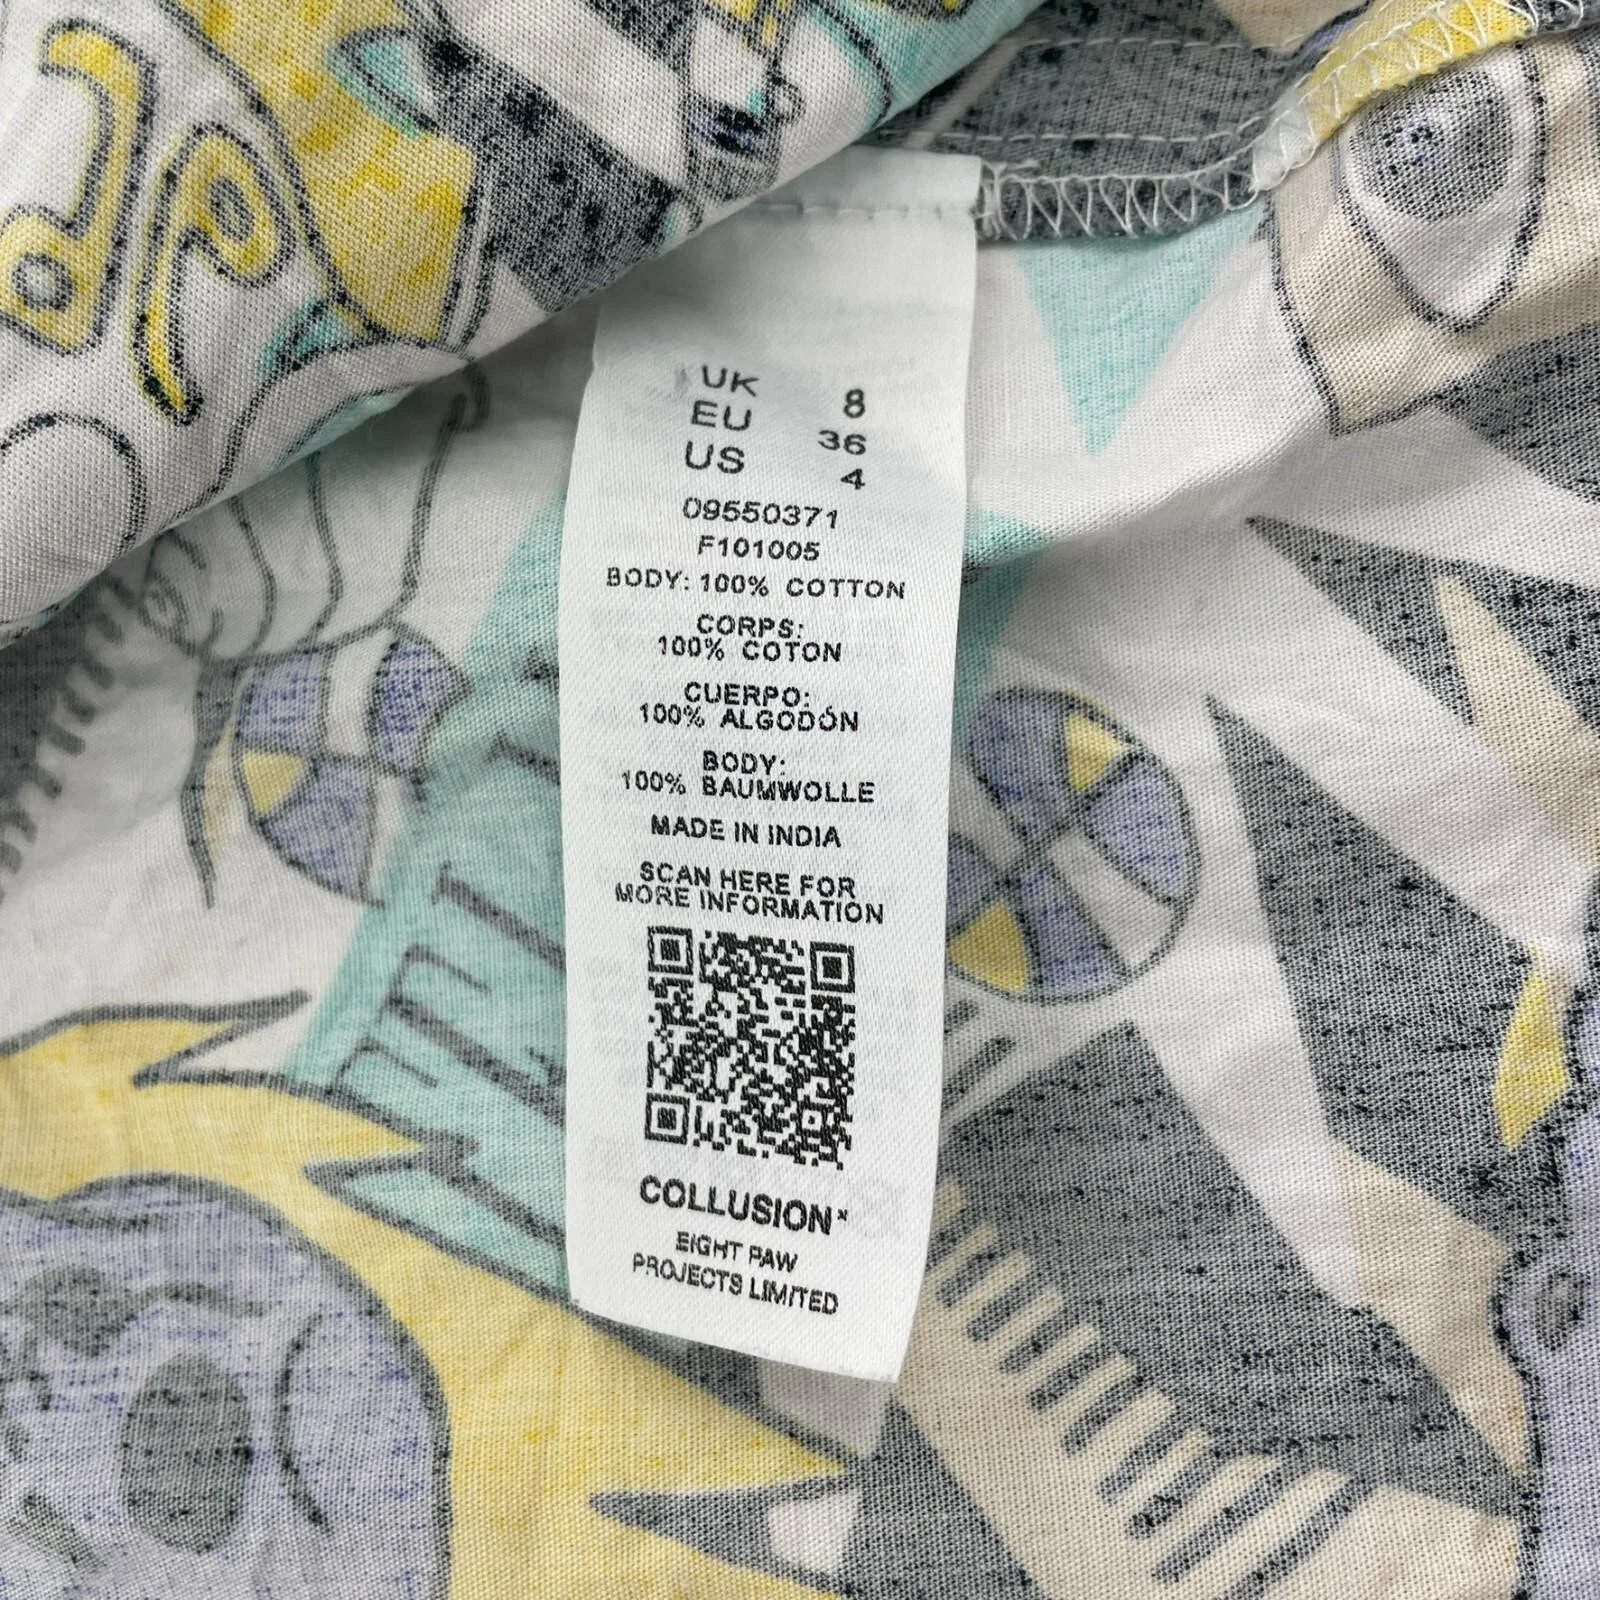 UK 8
EU 36
US 4
09550371
F101005
BODY: 100% COTTON
CORPS:
100% COTON
CUERPO:
100% ALGODÓN
BODY:
100% BAUMWOLLE
MADE IN INDIA
SCAN HERE FOR
MORE INFORMATION
COLLUSION×
EIGHT PAW
PROJECTS LIMITED